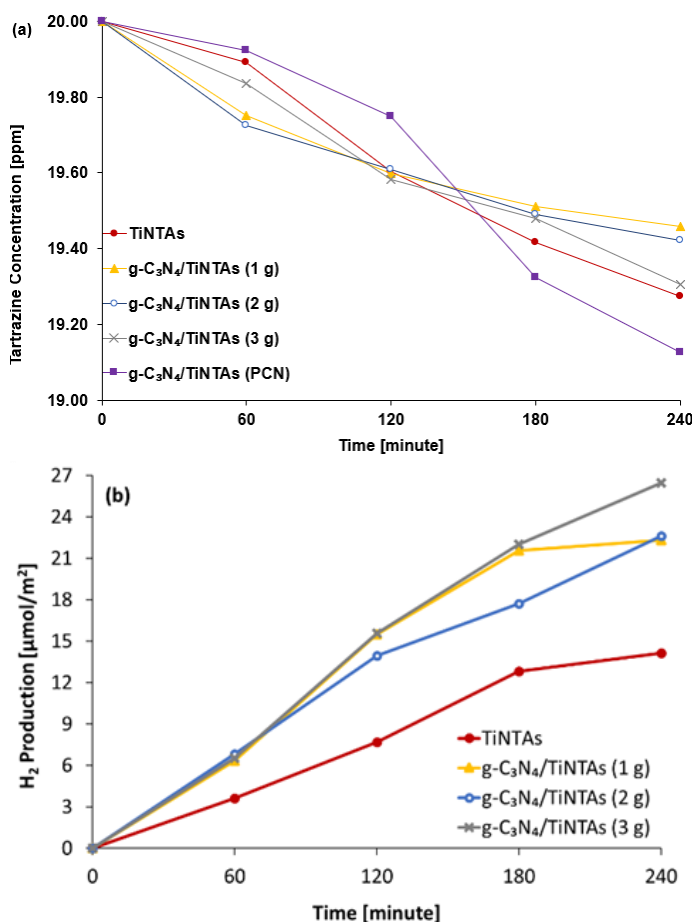 (a)
20.00
19.80
19.60
19.40
19.20
19.00
Tartrazine Concentration [ppm]
TiNTAs
g-C₃N₄/TiNTAs (1 g)
g-C₃N₄/TiNTAs (2 g)
g-C₃N₄/TiNTAs (3 g)
g-C₃N₄/TiNTAs (PCN)
0 60 120 180 240
Time [minute]
(b)
27
24
21
18
15
12
9
6
3
0
H₂ Production [µmol/m²]
TiNTAs
g-C₃N₄/TiNTAs (1 g)
g-C₃N₄/TiNTAs (2 g)
g-C₃N₄/TiNTAs (3 g)
0 60 120 180 240
Time [minute]